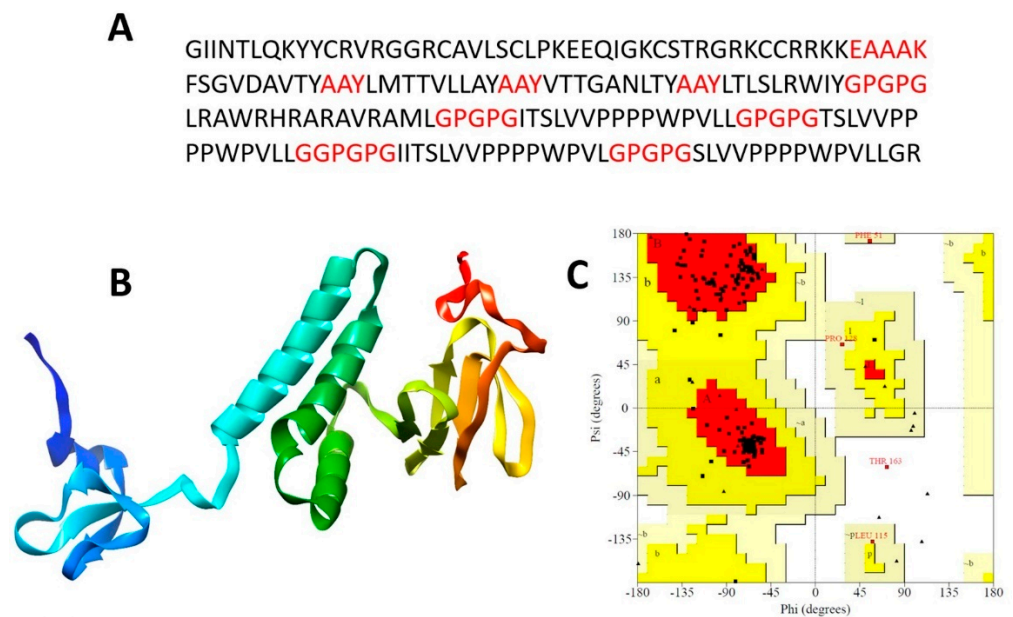 A
GIINTLQKYYCRVRGGRCAVLSCLPKEEQIGKCSTRGRKCCRRKKEAAAK
FSGVDAVTYAAYLMTTVLLAYAAYVTTGANLTYAAYLTLSLRWIYGPGPG
LRAWRHRARAVRAMLGPGPGITSLVVPPPPWPVLLGPGPGTSLVVPP
PPWPVLLGGPGPGIITSLVVPPPPWPVLGPGPGSLVVPPPPWPVLLGR
B
C
Psi (degrees)
180
135
90
45
0
-45
-90
-135
B
b
~b
PHE 51
~b
b
~l
l
PRO 128
a
A
~a
THR 163
~b
b
~p
LEU 115
p
~b
-180 -135 -90 -45 0 45 90 135 180
Phi (degrees)